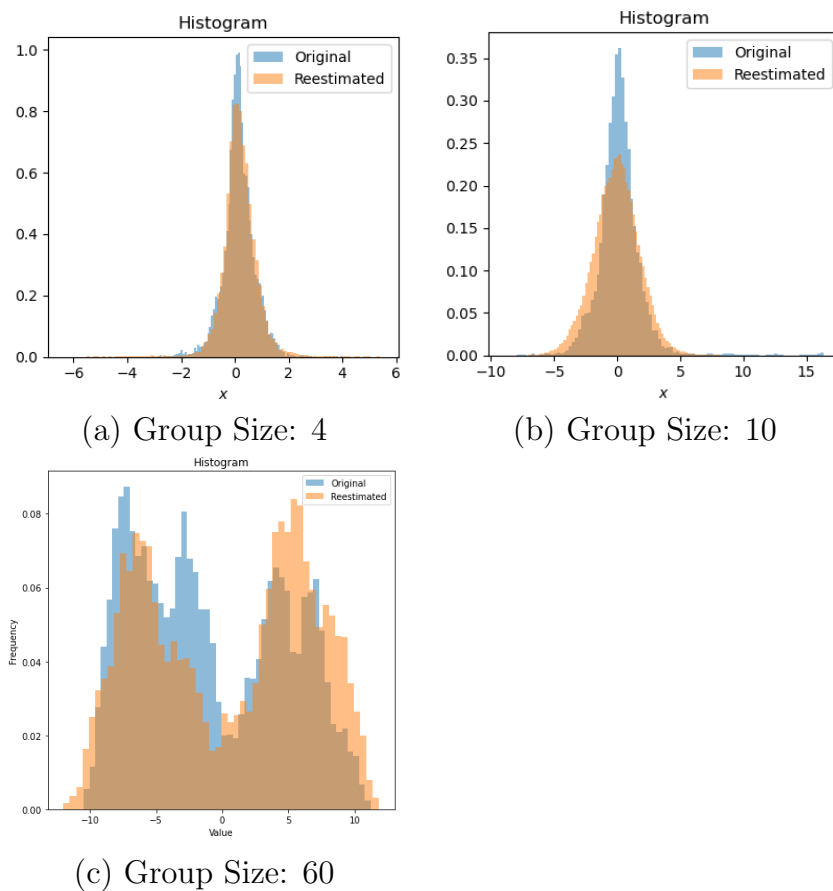 Histogram
Original
Reestimated
1.0
0.8
0.6
0.4
0.2
0.0
−6 −4 −2 0 2 4 6
x
(a) Group Size: 4
Histogram
Original
Reestimated
0.35
0.30
0.25
0.20
0.15
0.10
0.05
0.00
−10 −5 0 5 10 15
x
(b) Group Size: 10
Histogram
Original
Reestimated
Frequency
0.08
0.06
0.04
0.02
0.00
−10 −5 0 5 10
Value
(c) Group Size: 60